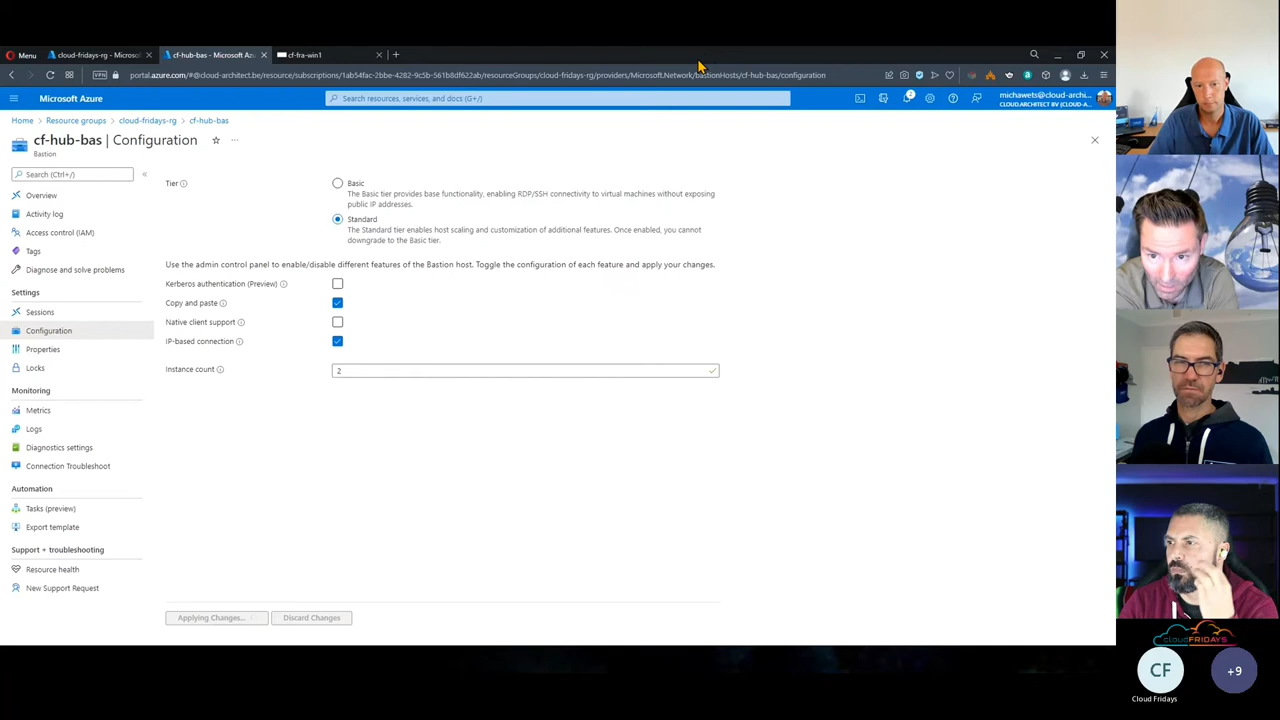 Menu
cloud-fridays-rg - Microsof
cf-hub-bas - Microsoft Az
cf-fra-win1
VPN
portal.azure.com/#@cloud-architect.be/resource/subscriptions/1ab54fac-2bbe-4282-9c5b-561b8df622ab/resourceGroups/cloud-fridays-rg/providers/Microsoft.Network/bastionHosts/cf-hub-bas/configuration
Microsoft Azure
Search resources, services, and docs (G+/)
2
michawets@cloud-archi...
CLOUD.ARCHITECT BV (CLOUD-A...
Home > Resource groups > cloud-fridays-rg > cf-hub-bas
cf-hub-bas | Configuration
Bastion
Search (Ctrl+/)
Overview
Activity log
Access control (IAM)
Tags
Diagnose and solve problems
Settings
Sessions
Configuration
Properties
Locks
Monitoring
Metrics
Logs
Diagnostics settings
Connection Troubleshoot
Automation
Tasks (preview)
Export template
Support + troubleshooting
Resource health
New Support Request
Tier
Basic
The Basic tier provides base functionality, enabling RDP/SSH connectivity to virtual machines without exposing
public IP addresses.
Standard
The Standard tier enables host scaling and customization of additional features. Once enabled, you cannot
downgrade to the Basic tier.
Use the admin control panel to enable/disable different features of the Bastion host. Toggle the configuration of each feature and apply your changes.
Kerberos authentication (Preview)
Copy and paste
Native client support
IP-based connection
Instance count
2
Applying Changes...
Discard Changes
cloudFRIDAYS
CF
+9
Cloud Fridays